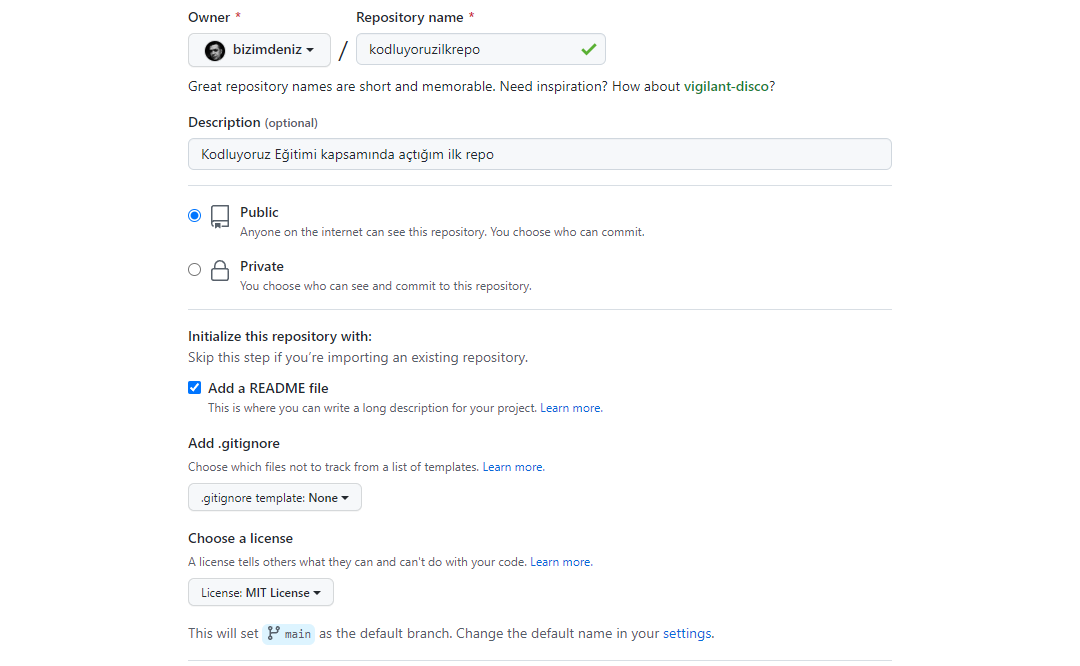 Owner * Repository name *
bizimdeniz / kodluyoruzilkrepo
Great repository names are short and memorable. Need inspiration? How about vigilant-disco?
Description (optional)
Kodluyoruz Eğitimi kapsamında açtığım ilk repo
Public
Anyone on the internet can see this repository. You choose who can commit.
Private
You choose who can see and commit to this repository.
Initialize this repository with:
Skip this step if you’re importing an existing repository.
Add a README file
This is where you can write a long description for your project. Learn more.
Add .gitignore
Choose which files not to track from a list of templates. Learn more.
.gitignore template: None
Choose a license
A license tells others what they can and can't do with your code. Learn more.
License: MIT License
This will set main as the default branch. Change the default name in your settings.